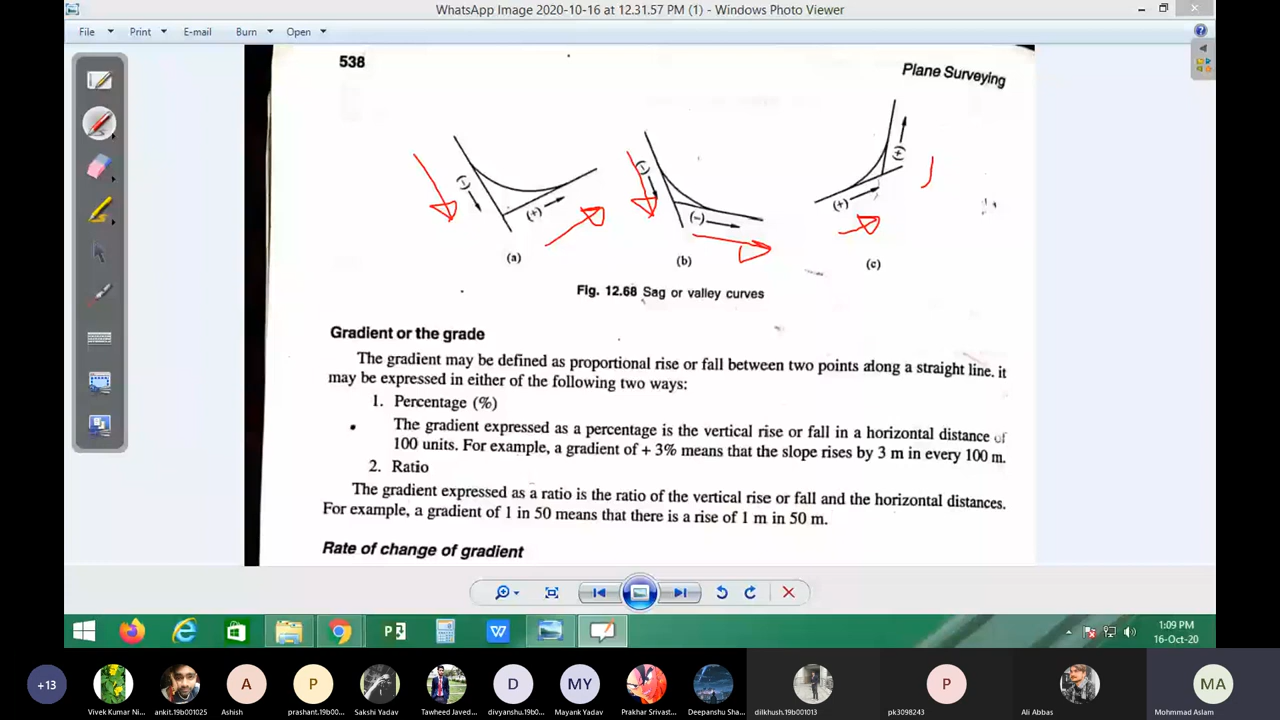 WhatsApp Image 2020-10-16 at 12.31.57 PM (1) - Windows Photo Viewer
File Print E-mail Burn Open
538
Plane Surveying
(-) (+) (-) (-) (+) (+)
(a) (b) (c)
Fig. 12.68 Sag or valley curves
Gradient or the grade
The gradient may be defined as proportional rise or fall between two points along a straight line. it
may be expressed in either of the following two ways:
1. Percentage (%)
The gradient expressed as a percentage is the vertical rise or fall in a horizontal distance of
100 units. For example, a gradient of + 3% means that the slope rises by 3 m in every 100 m.
2. Ratio
The gradient expressed as a ratio is the ratio of the vertical rise or fall and the horizontal distances.
For example, a gradient of 1 in 50 means that there is a rise of 1 m in 50 m.
Rate of change of gradient
1:09 PM
16-Oct-20
+13
A
P
D
MY
P
MA
Vivek Kumar Ni...
ankit.19b001025
Ashish
prashant.19b00...
Sakshi Yadav
Tawheed Javed...
divyanshu.19b0...
Mayank Yadav
Prakhar Srivast...
Deepanshu Sha...
dilkhush.19b001013
pk3098243
Ali Abbas
Mohmmad Aslam